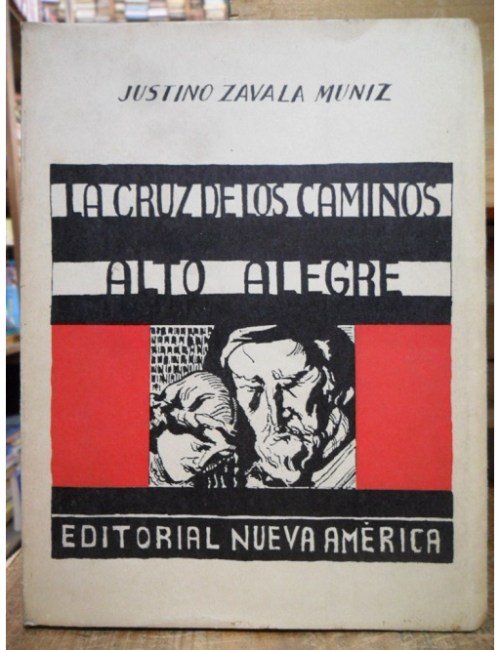 JUSTINO ZAVALA MUNIZ
LA CRUZ DE LOS CAMINOS
ALTO ALEGRE
EDITORIAL NUEVA AMÉRICA